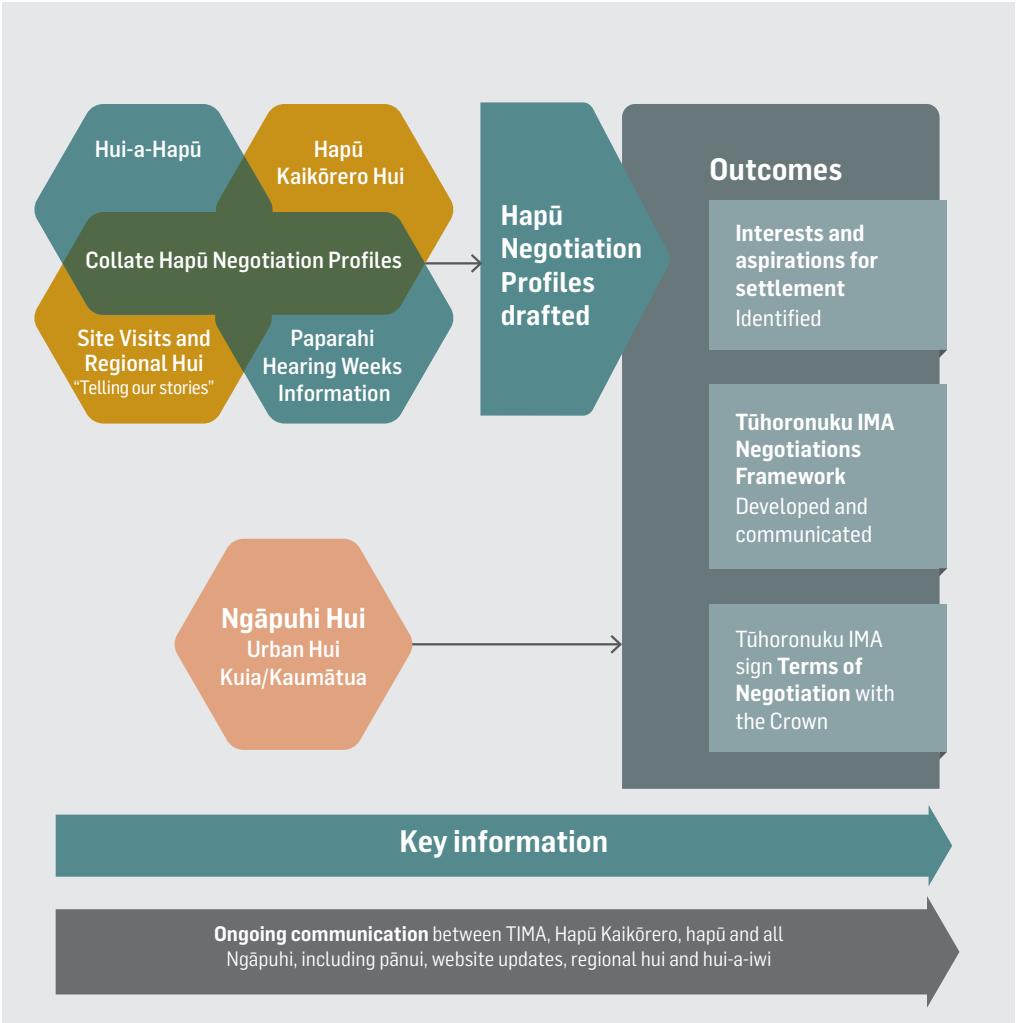 Hui-a-Hapū
Hapū
Kaikōrero Hui
Collate Hapū Negotiation Profiles
Site Visits and
Regional Hui
“Telling our stories”
Paparahi
Hearing Weeks
Information
Hapū
Negotiation
Profiles
drafted
Outcomes
Interests and
aspirations for
settlement
Identified
Tūhoronuku IMA
Negotiations
Framework
Developed and
communicated
Tūhoronuku IMA
sign Terms of
Negotiation with
the Crown
Ngāpuhi Hui
Urban Hui
Kuia/Kaumātua
Key information
Ongoing communication between TIMA, Hapū Kaikōrero, hapū and all
Ngāpuhi, including pānui, website updates, regional hui and hui-a-iwi